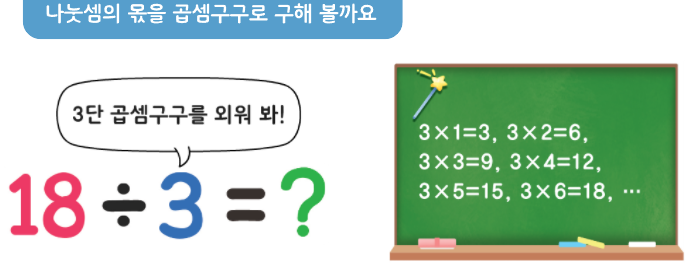 나눗셈의 몫을 곱셈구구로 구해 볼까요
3단 곱셈구구를 외워 봐!
18÷3=?
3×1=3, 3×2=6,
3×3=9, 3×4=12,
3×5=15, 3×6=18, ⋯